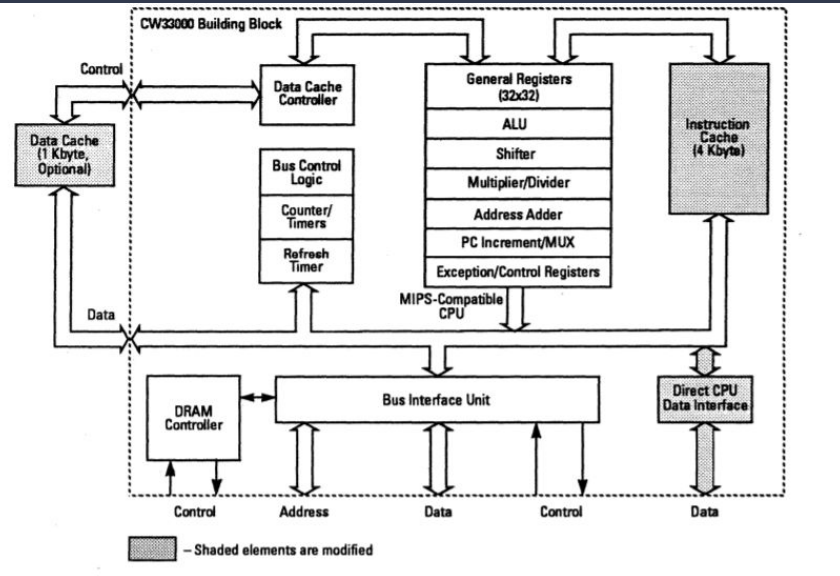 CW33000 Building Block
Control
Data Cache
Controller
General Registers
(32x32)
ALU
Shifter
Multiplier/Divider
Address Adder
PC Increment/MUX
Exception/Control Registers
Instruction
Cache
(4 Kbyte)
Data Cache
(1 Kbyte,
Optional)
Bus Control
Logic
Counter/
Timers
Refresh
Timer
MIPS-Compatible
CPU
Data
DRAM
Controller
Bus Interface Unit
Direct CPU
Data Interface
Control
Address
Data
Control
Data
– Shaded elements are modified